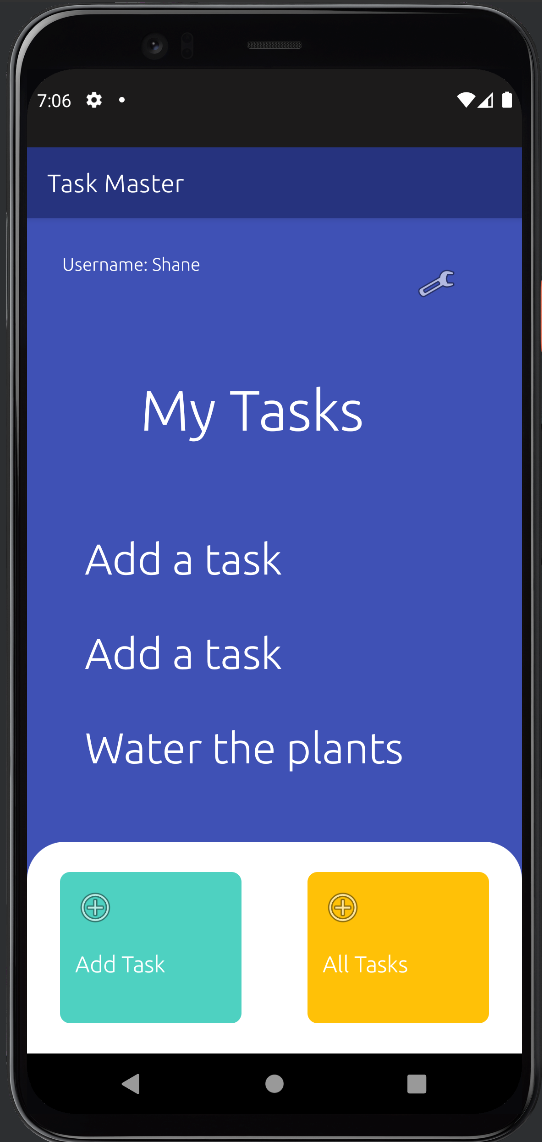 7:06
Task Master
Username: Shane
My Tasks
Add a task
Add a task
Water the plants
Add Task
All Tasks